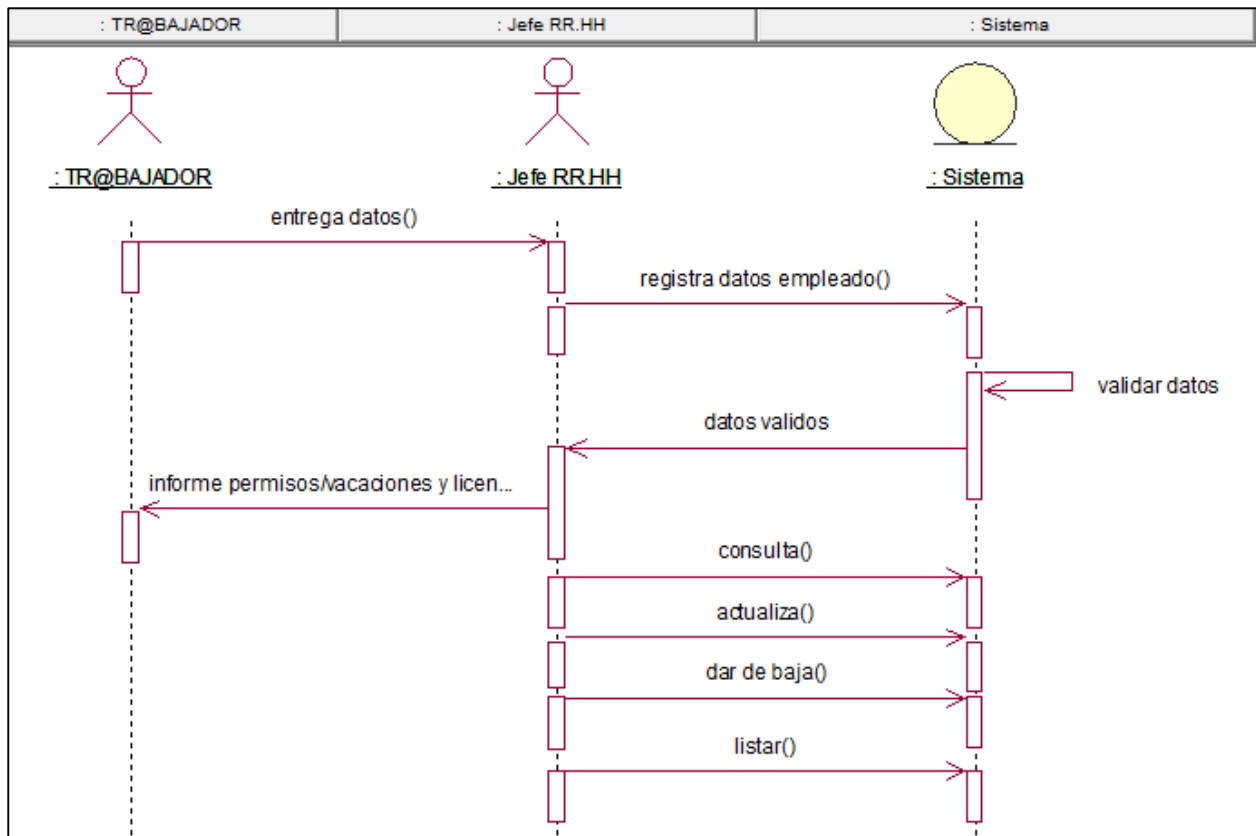 : TR@BAJADOR
: Jefe RR.HH
: Sistema
: TR@BAJADOR
: Jefe RR.HH
: Sistema
entrega datos()
registra datos empleado()
validar datos
datos validos
informe permisos/vacaciones y licen...
consulta()
actualiza()
dar de baja()
listar()